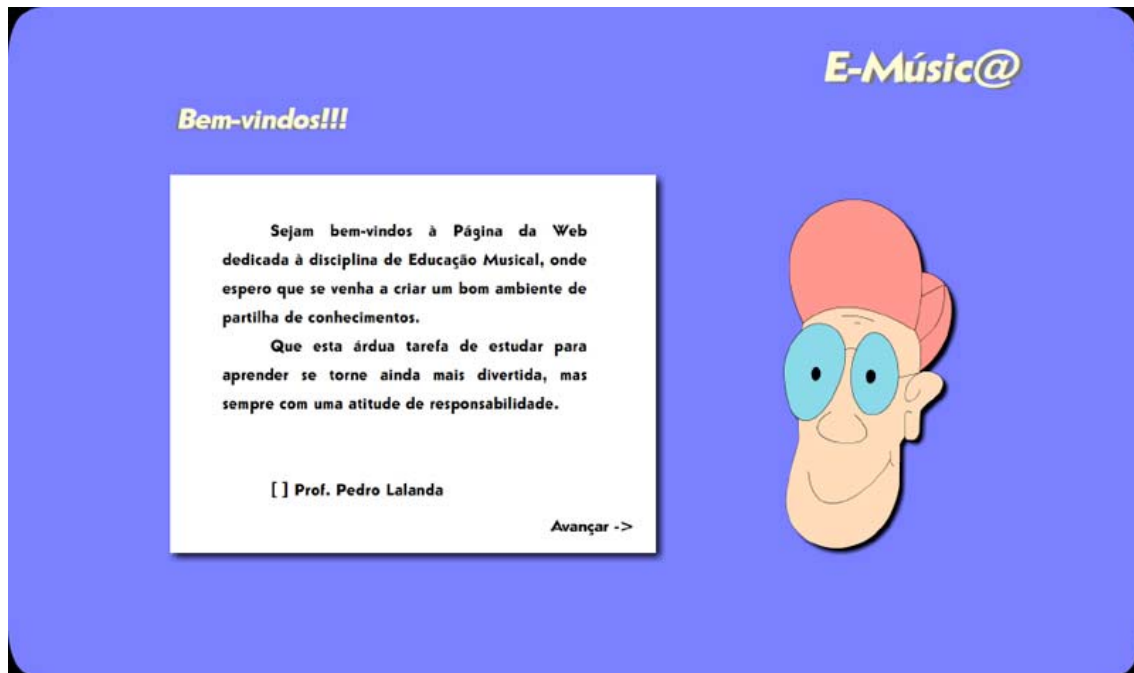 E-Músic@
Bem-vindos!!!
Sejam bem-vindos à Página da Web
dedicada à disciplina de Educação Musical, onde
espero que se venha a criar um bom ambiente de
partilha de conhecimentos.
Que esta árdua tarefa de estudar para
aprender se torne ainda mais divertida, mas
sempre com uma atitude de responsabilidade.
[ ] Prof. Pedro Lalanda
Avançar ->